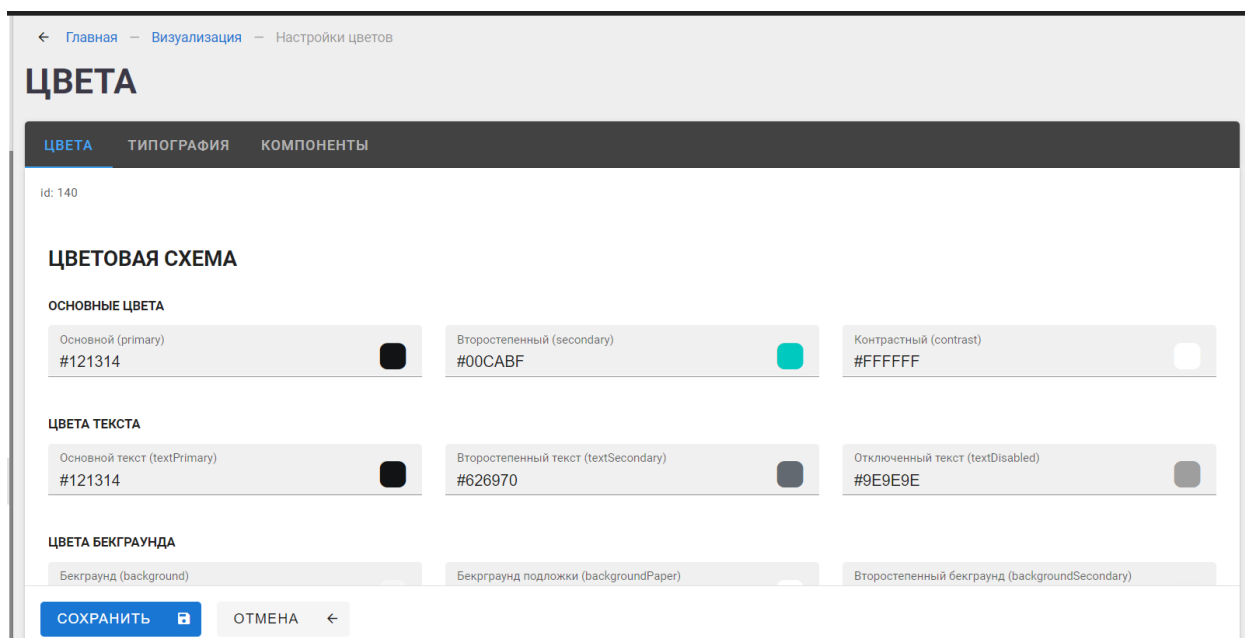 Главная — Визуализация — Настройки цветов
ЦВЕТА
ЦВЕТА ТИПОГРАФИЯ КОМПОНЕНТЫ
id: 140
ЦВЕТОВАЯ СХЕМА
ОСНОВНЫЕ ЦВЕТА
Основной (primary) Второстепенный (secondary) Контрастный (contrast)
#121314 #00CABF #FFFFFF
ЦВЕТА ТЕКСТА
Основной текст (textPrimary) Второстепенный текст (textSecondary) Отключенный текст (textDisabled)
#121314 #626970 #9E9E9E
ЦВЕТА БЕКГРАУНДА
Бекграунд (background) Бекрграунд подложки (backgroundPaper) Второстепенный бекграунд (backgroundSecondary)
СОХРАНИТЬ ОТМЕНА